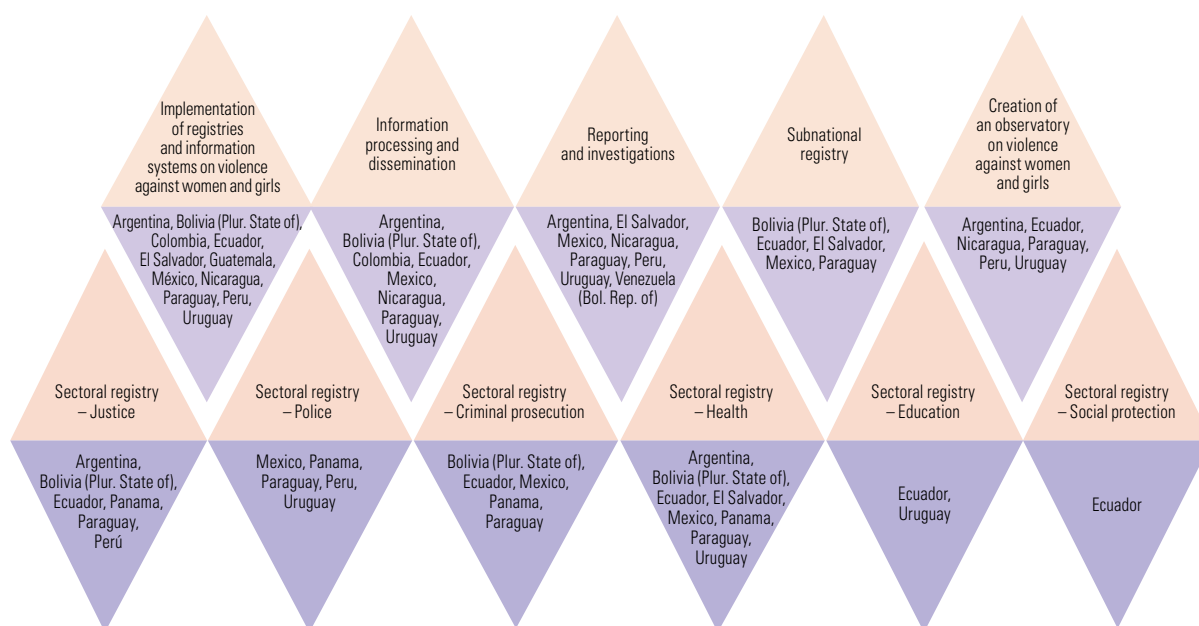 Implementation
of registries
and information
systems on violence
against women and girls
Argentina, Bolivia (Plur. State of),
Colombia, Ecuador,
El Salvador, Guatemala,
México, Nicaragua,
Paraguay, Peru,
Uruguay
Information
processing and
dissemination
Argentina,
Bolivia (Plur. State of),
Colombia, Ecuador,
Mexico,
Nicaragua,
Paraguay,
Uruguay
Reporting
and investigations
Argentina, El Salvador,
Mexico, Nicaragua,
Paraguay, Peru,
Uruguay, Venezuela
(Bol. Rep. of)
Subnational
registry
Bolivia (Plur. State of),
Ecuador, El Salvador,
Mexico, Paraguay
Creation of
an observatory
on violence
against women
and girls
Argentina, Ecuador,
Nicaragua, Paraguay,
Peru, Uruguay
Sectoral registry
– Justice
Argentina,
Bolivia (Plur. State of),
Ecuador, Panama,
Paraguay,
Perú
Sectoral registry
– Police
Mexico, Panama,
Paraguay, Peru,
Uruguay
Sectoral registry
– Criminal prosecution
Bolivia (Plur. State of),
Ecuador, Mexico,
Panama,
Paraguay
Sectoral registry
– Health
Argentina,
Bolivia (Plur. State of),
Ecuador, El Salvador,
Mexico, Panama,
Paraguay,
Uruguay
Sectoral registry
– Education
Ecuador,
Uruguay
Sectoral registry
– Social protection
Ecuador